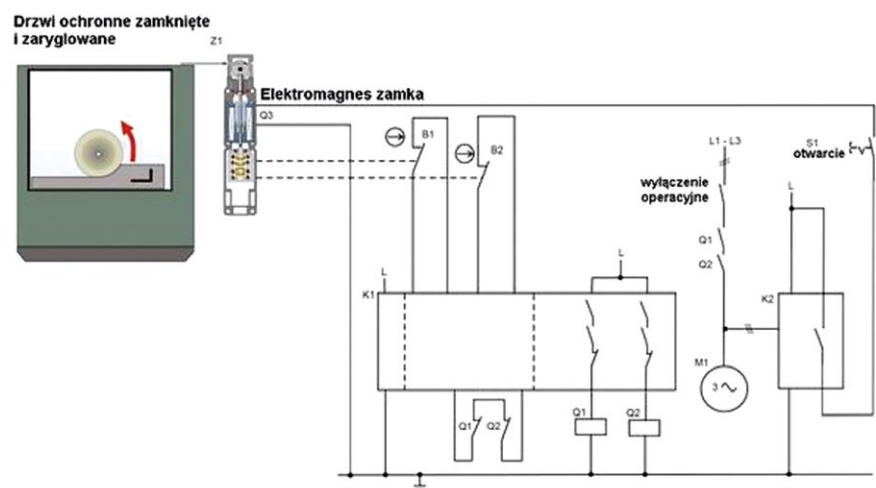 Drzwi ochronne zamknięte
i zaryglowane
Z1
Elektromagnes zamka
Q3
B1
B2
L1 - L3
S1
otwarcie
wyłączenie
operacyjne
L
Q1
Q2
L
L
K1
K2
M1
3 ~
Q1
Q2
Q1
Q2